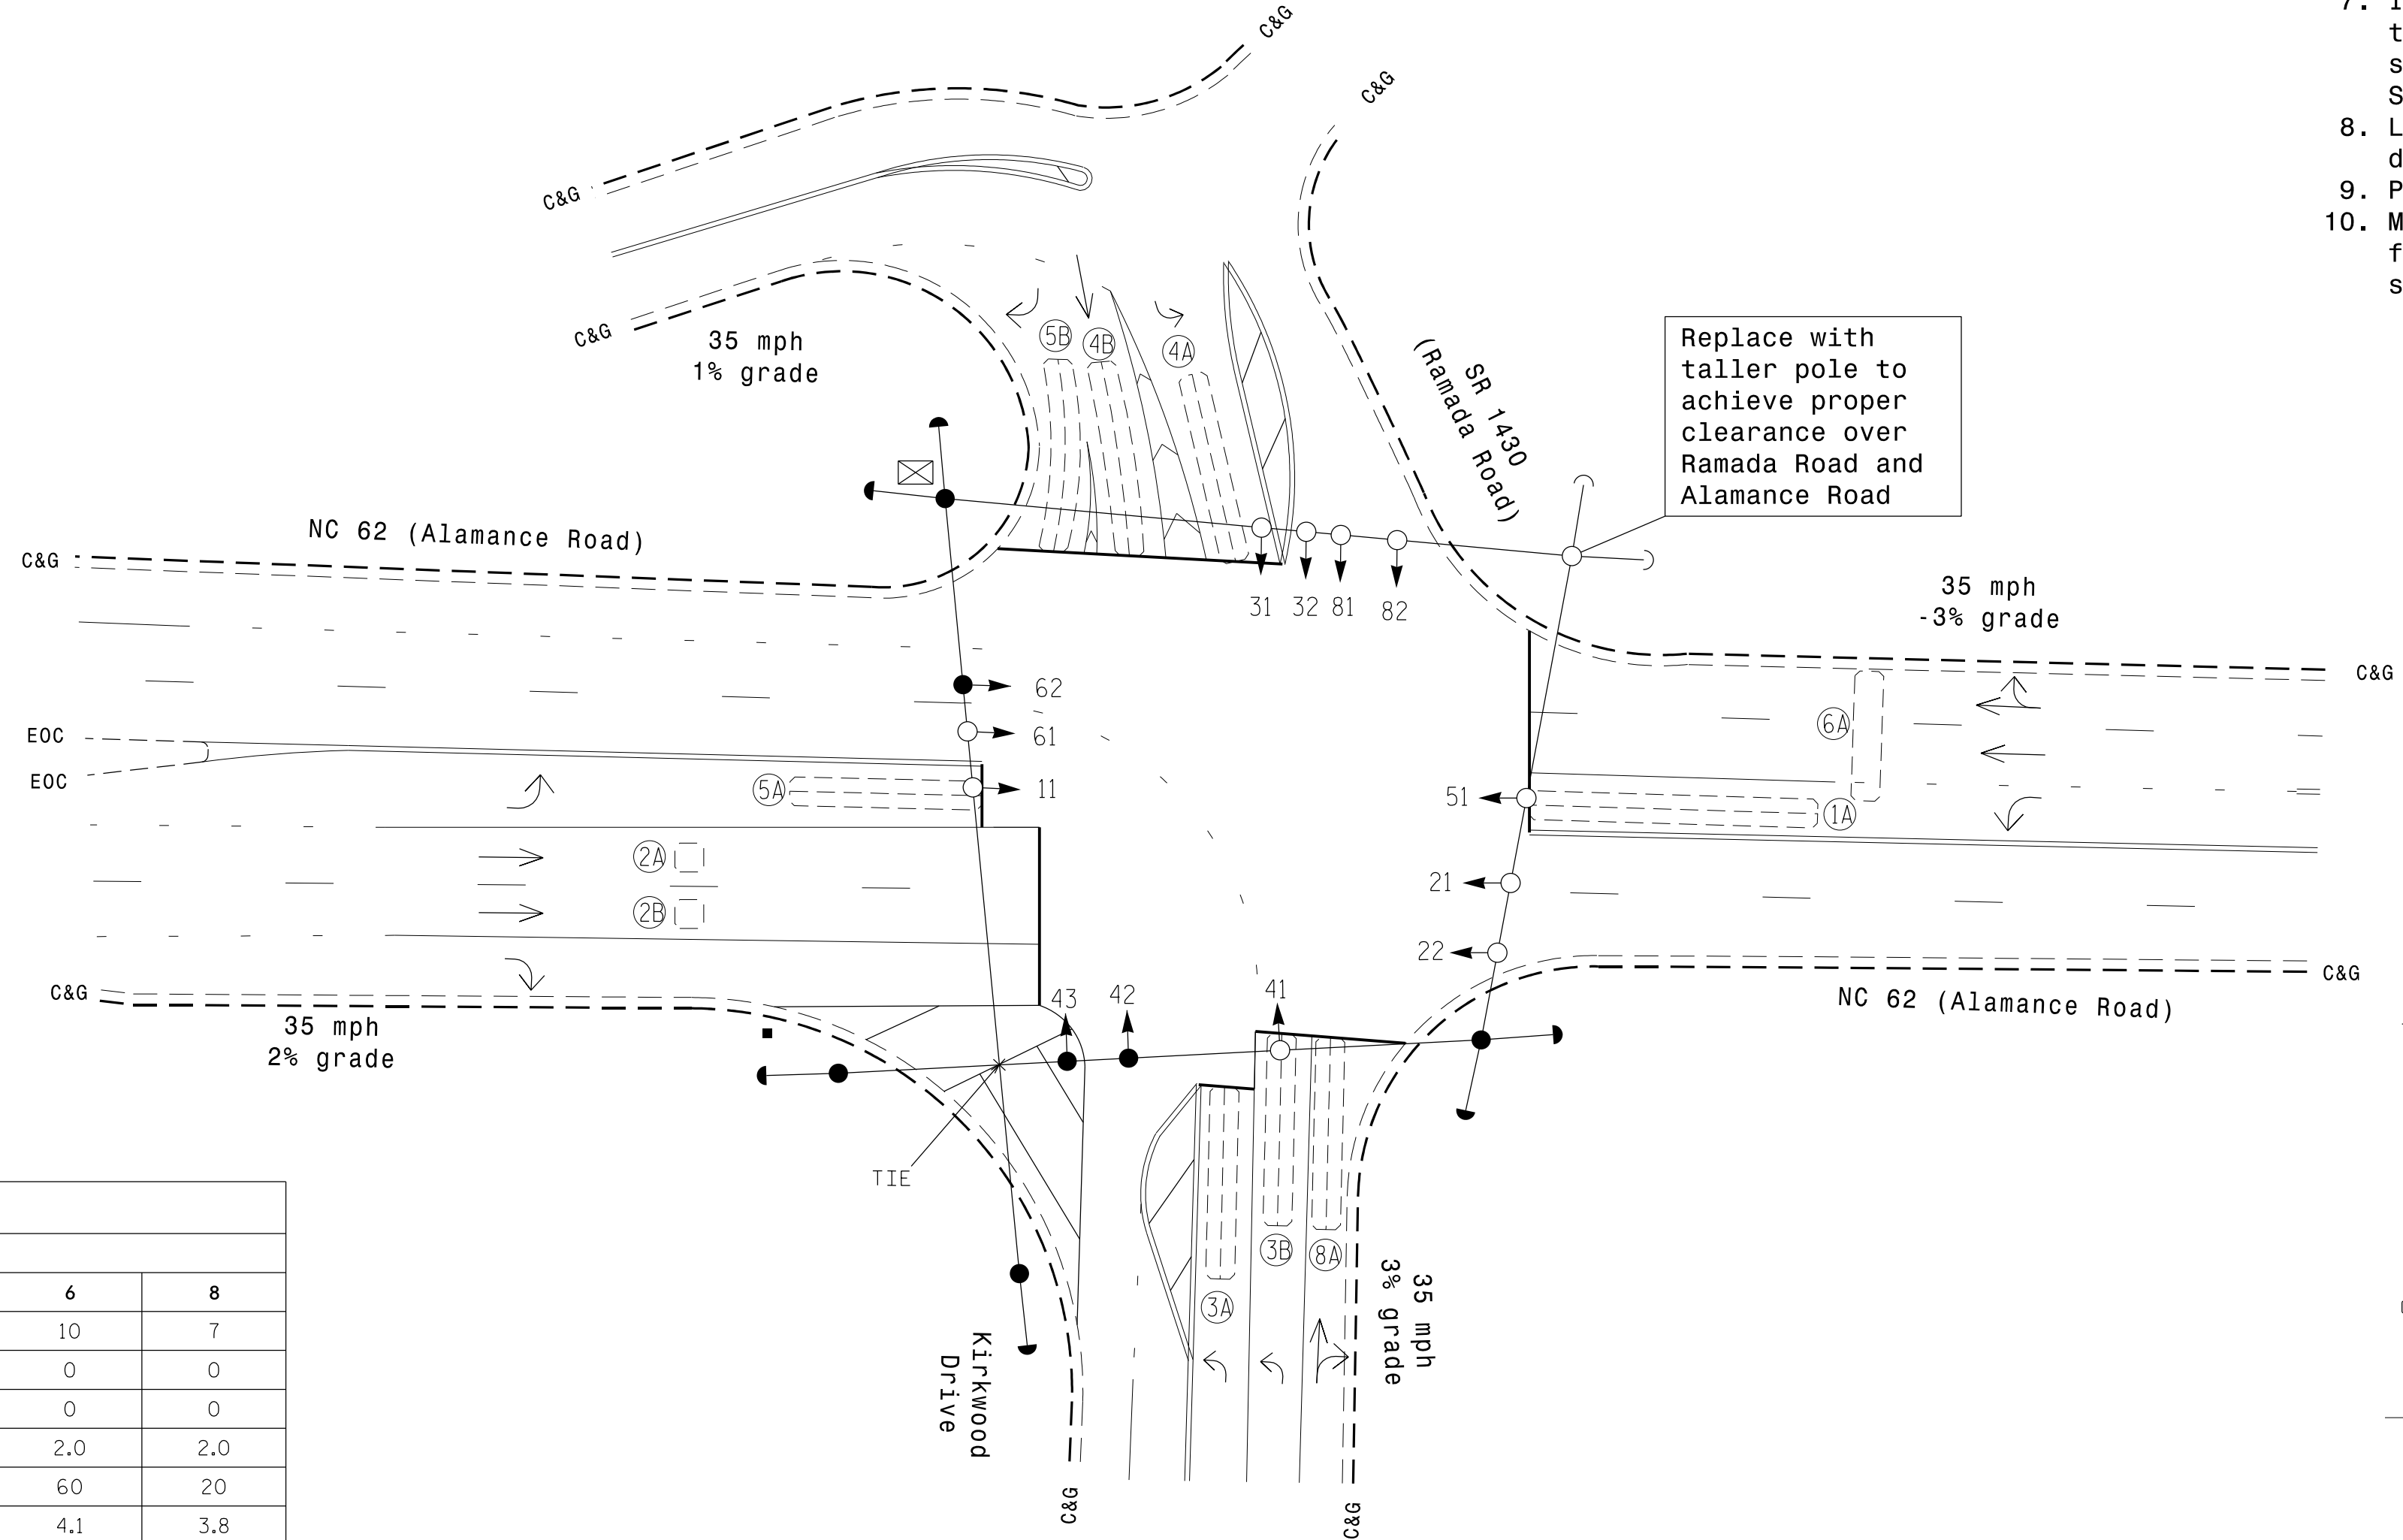 C&G
C&G
C&G
C&G
35 mph
1% grade
5B
4B
4A
SR 1430
(Ramada Road)
Replace with
taller pole to
achieve proper
clearance over
Ramada Road and
Alamance Road
7.
8. L
d
9. P
10. M
f
s
t
s
S
NC 62 (Alamance Road)
C&G
31
32
81
82
35 mph
-3% grade
C&G
62
61
11
EOC
EOC
5A
6A
1A
51
2A
2B
21
22
C&G
35 mph
2% grade
43
42
41
C&G
NC 62 (Alamance Road)
TIE
3B
8A
3A
35 mph
3% grade
Kirkwood
Drive
C&G
C&G
6 8
10 7
0 0
0 0
2.0 2.0
60 20
4.1 3.8